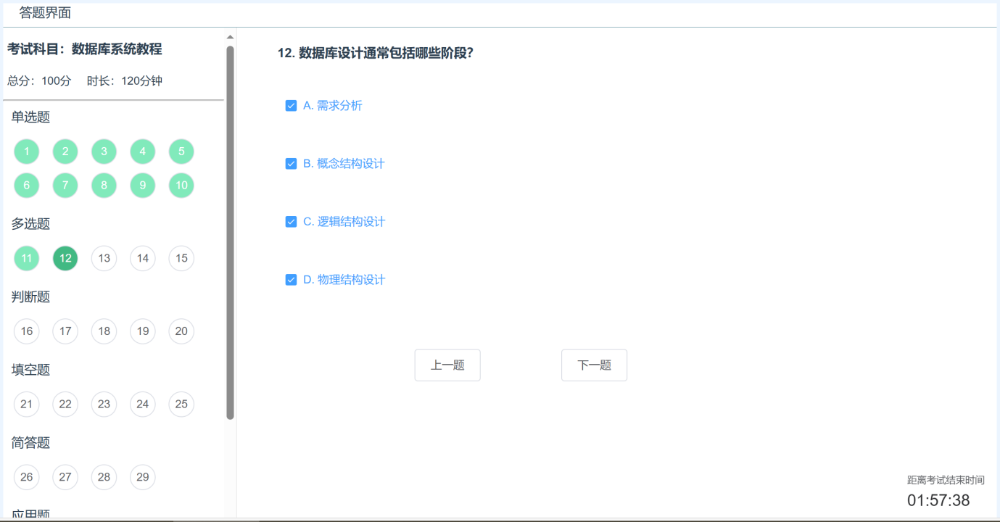 答题界面
考试科目：数据库系统教程
总分：100分 时长：120分钟
单选题
1 2 3 4 5
6 7 8 9 10
多选题
11 12 13 14 15
判断题
16 17 18 19 20
填空题
21 22 23 24 25
简答题
26 27 28 29
应用题
12. 数据库设计通常包括哪些阶段?
A. 需求分析
B. 概念结构设计
C. 逻辑结构设计
D. 物理结构设计
上一题 下一题
距离考试结束时间
01:57:38